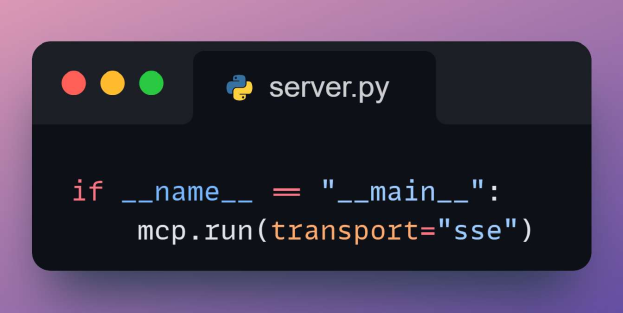 server.py
if __name__ == "__main__":
    mcp.run(transport="sse")